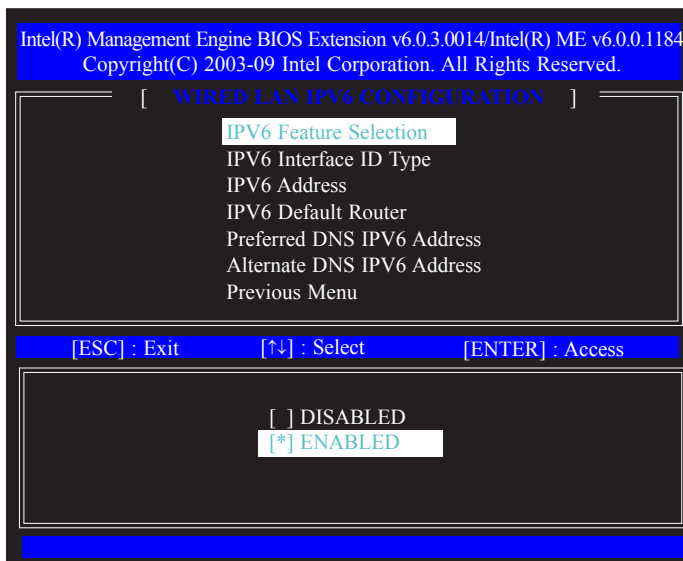 Intel(R) Management Engine BIOS Extension v6.0.3.0014/Intel(R) ME v6.0.0.1184
Copyright(C) 2003-09 Intel Corporation. All Rights Reserved.
[ WIRED LAN IPV6 CONFIGURATION ]
IPV6 Feature Selection
IPV6 Interface ID Type
IPV6 Address
IPV6 Default Router
Preferred DNS IPV6 Address
Alternate DNS IPV6 Address
Previous Menu
[ESC] : Exit [↑↓] : Select [ENTER] : Access
[ ] DISABLED
[*] ENABLED